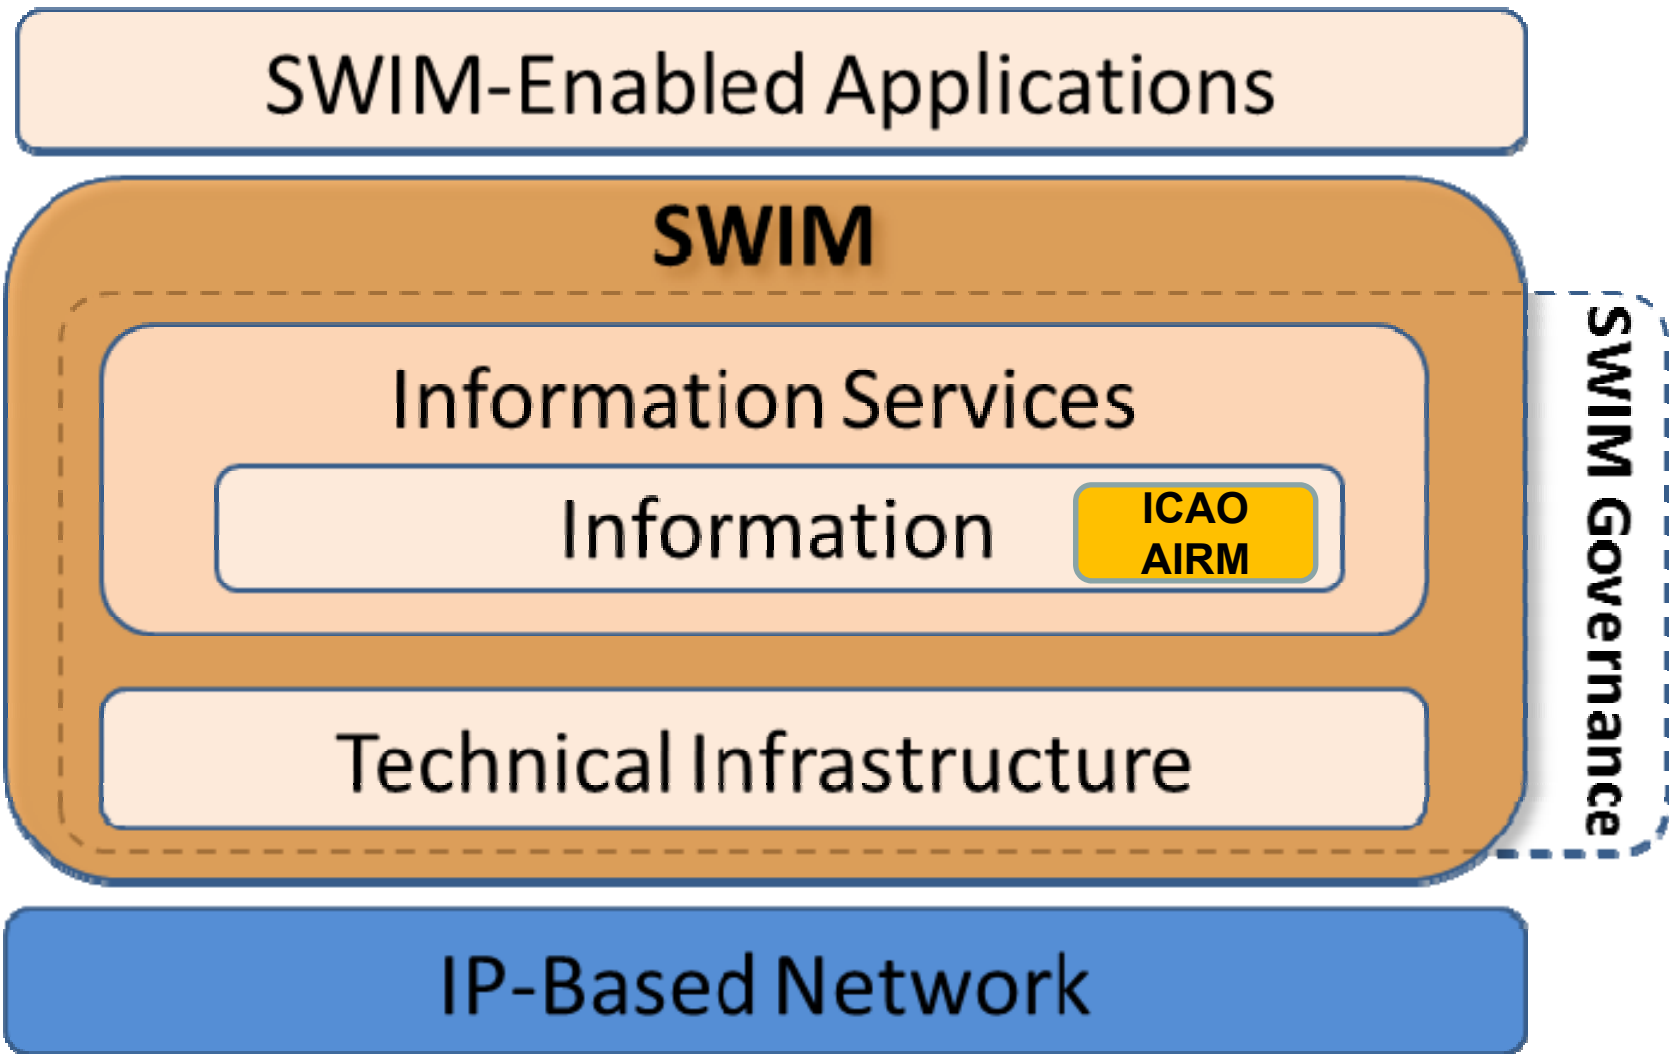 SWIM-Enabled Applications
SWIM
Information Services
Information
ICAO
AIRM
Technical Infrastructure
SWIM Governance
IP-Based Network